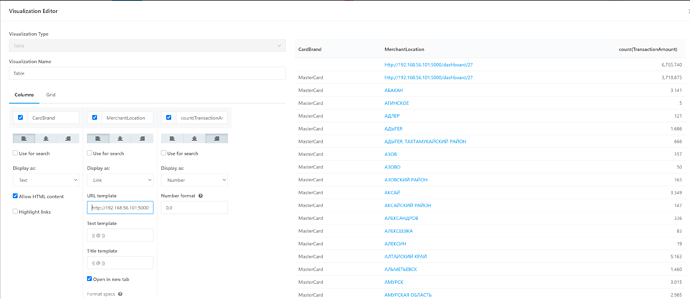 Visualization Editor
Visualization Type
Table
Visualization Name
Table
Columns Grid
CardBrand MerchantLocation count(TransactionAr
Use for search Use for search Use for search
Display as: Display as: Display as:
Text Link Number
Allow HTML content URL template Number format
Highlight links http://192.168.56.101:5000 0,0
Text template
{{ @ }}
Title template
{{ @ }}
Open in new tab
Format specs
CardBrand MerchantLocation count(TransactionAmount)
Http://192.168.56.101:5000/dashboard/2? 6,755,740
MasterCard Http://192.168.56.101:5000/dashboard/2? 3,719,875
MasterCard АБАКАН 3,141
MasterCard АГИНСКОЕ 5
MasterCard АДЛЕР 121
MasterCard АДЫГЕЯ 1,686
MasterCard АДЫГЕЯ, ТАХТАМУКАЙСКИЙ РАЙОН 666
MasterCard АЗОВ 157
MasterCard АЗОВО 50
MasterCard АЗОВСКИЙ РАЙОН 165
MasterCard АКСАЙ 3,549
MasterCard АКСАЙСКИЙ РАЙОН 147
MasterCard АЛЕКСАНДРОВ 226
MasterCard АЛЕКСЕЕВКА 83
MasterCard АЛЕКСИН 19
MasterCard АЛТАЙСКИЙ КРАЙ 5,163
MasterCard АЛЬМЕТЬЕВСК 1,460
MasterCard АМУРСК 3,015
MasterCard АМУРСКАЯ ОБЛАСТЬ 2,985